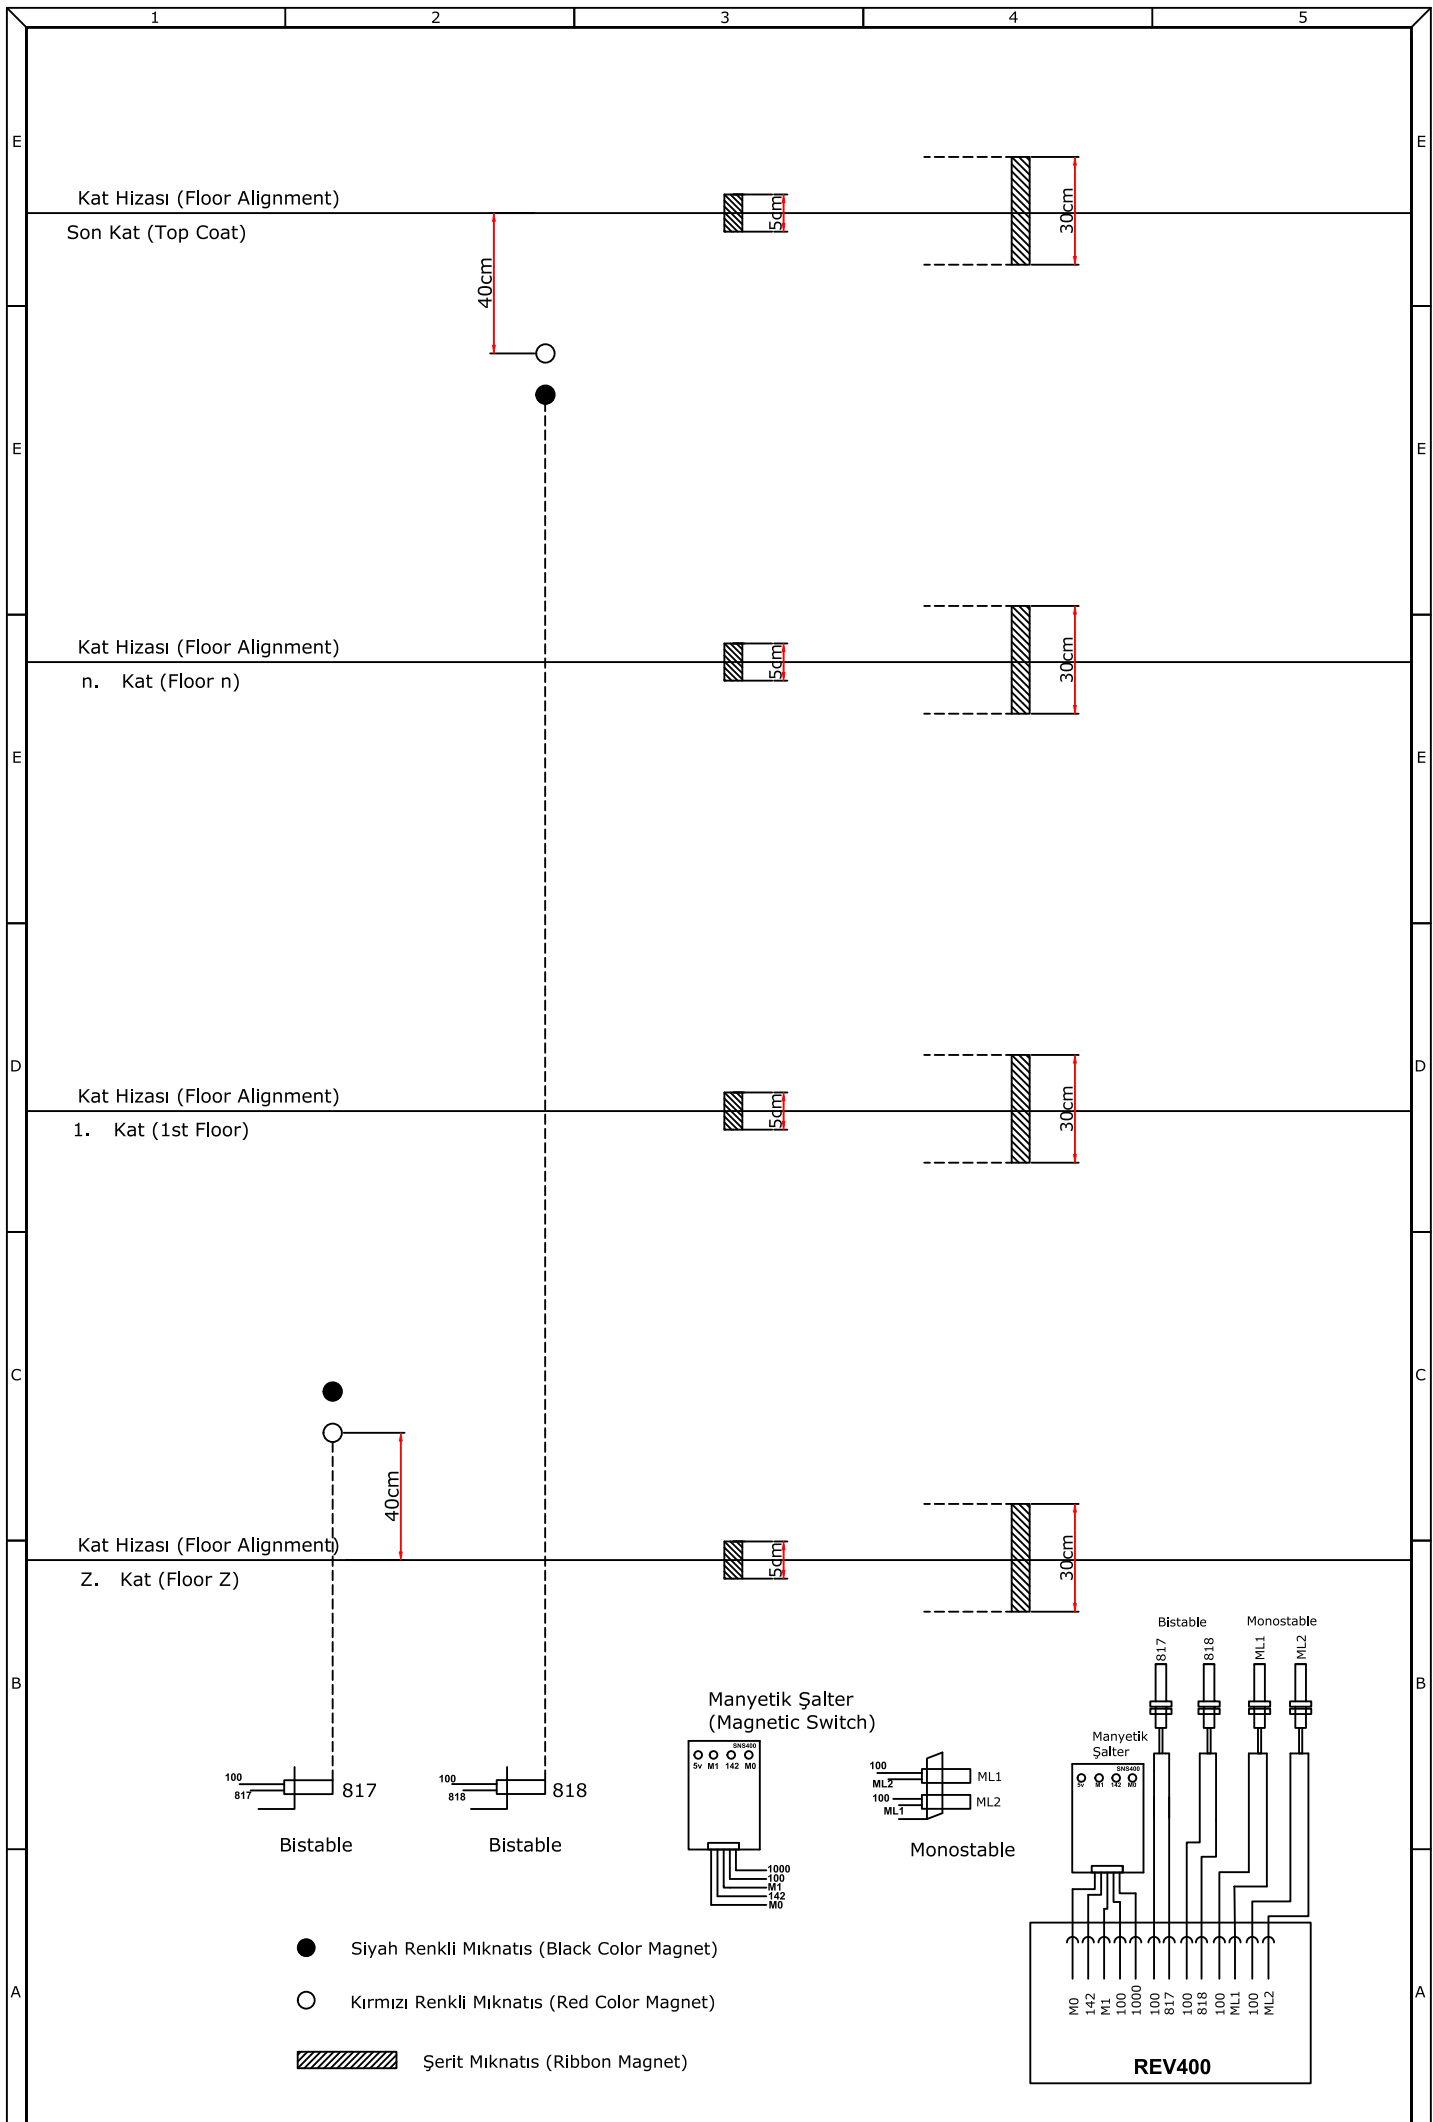 1 2 3 4 5
E E
Kat Hizası (Floor Alignment)
5cm
30cm
Son Kat (Top Coat)
40cm
E E
Kat Hizası (Floor Alignment)
5cm
30cm
n. Kat (Floor n)
E E
D D
Kat Hizası (Floor Alignment)
5cm
30cm
1. Kat (1st Floor)
C C
40cm
Kat Hizası (Floor Alignment)
5cm
30cm
Z. Kat (Floor Z)
B B
Bistable Monostable
817 818 ML1 ML2
Manyetik Şalter
(Magnetic Switch)
SNS400
5v M1 142 M0
1000
100
M1
142
M0
100
817
817
Bistable
100
818
818
Bistable
100
ML2
ML1
100
ML1
ML2
Monostable
Manyetik
Şalter
SNS400
5v M1 142 M0
A A
M0 142 M1 100 1000 100 817 100 818 100 ML1 100 ML2
REV400
Siyah Renkli Mıknatıs (Black Color Magnet)
Kırmızı Renkli Mıknatıs (Red Color Magnet)
Şerit Mıknatıs (Ribbon Magnet)